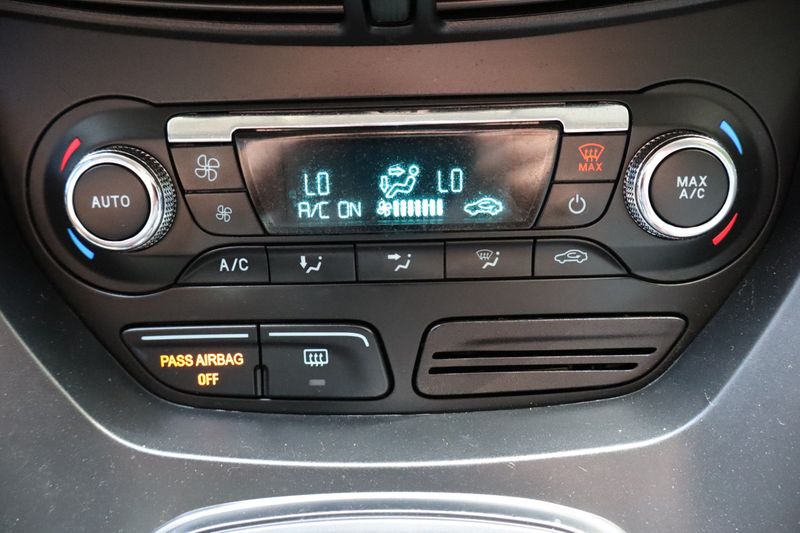 LO LO
A/C ON
MAX
AUTO
MAX
A/C
A/C
PASS AIRBAG
OFF